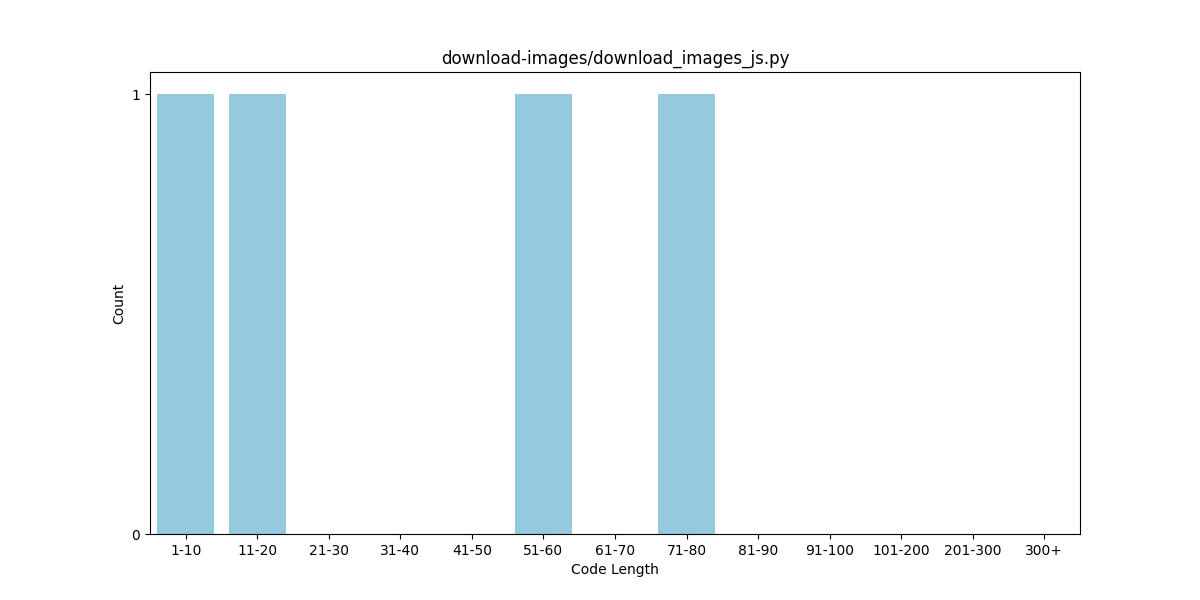 download-images/download_images_js.py
1
Count
0
1-10 11-20 21-30 31-40 41-50 51-60 61-70 71-80 81-90 91-100 101-200 201-300 300+
Code Length